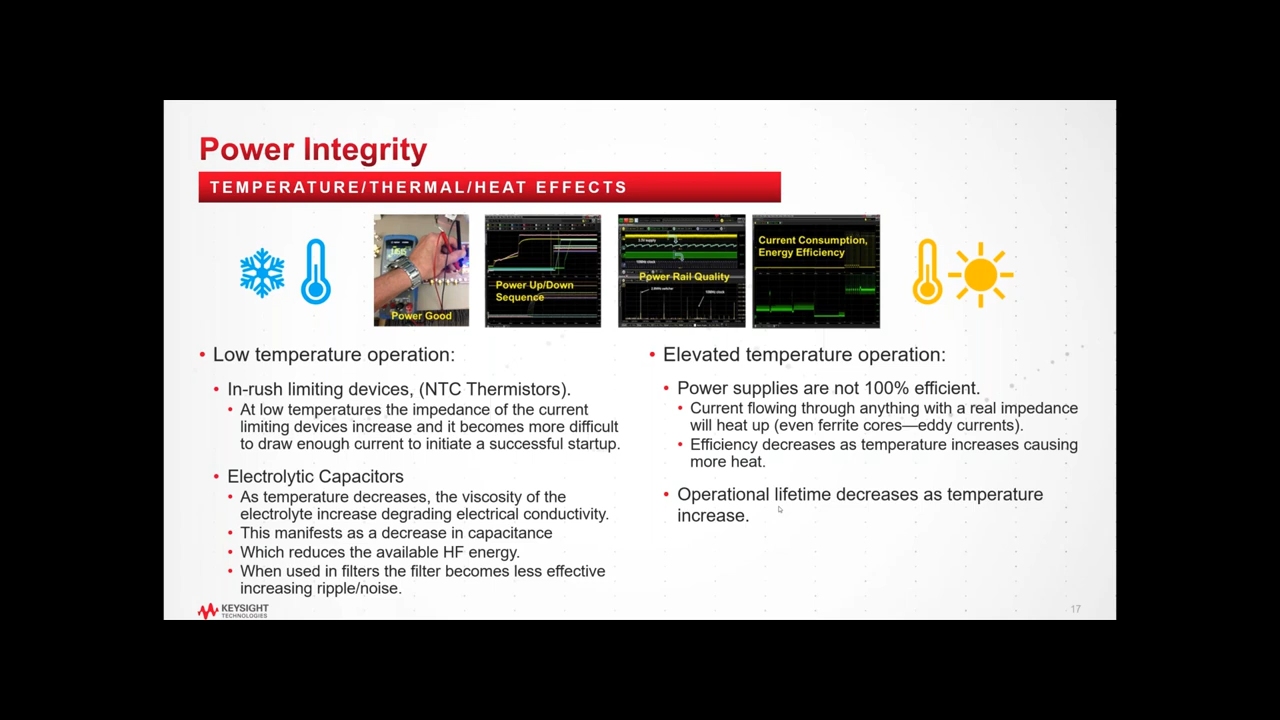 Power Integrity
TEMPERATURE/THERMAL/HEAT EFFECTS
Power Good
Power Up/Down
Sequence
Power Rail Quality
Current Consumption,
Energy Efficiency
• Low temperature operation:
• In-rush limiting devices, (NTC Thermistors).
• At low temperatures the impedance of the current
limiting devices increase and it becomes more difficult
to draw enough current to initiate a successful startup.
• Electrolytic Capacitors
• As temperature decreases, the viscosity of the
electrolyte increase degrading electrical conductivity.
• This manifests as a decrease in capacitance
• Which reduces the available HF energy.
• When used in filters the filter becomes less effective
increasing ripple/noise.
• Elevated temperature operation:
• Power supplies are not 100% efficient.
• Current flowing through anything with a real impedance
will heat up (even ferrite cores—eddy currents).
• Efficiency decreases as temperature increases causing
more heat.
• Operational lifetime decreases as temperature
increase.
KEYSIGHT
TECHNOLOGIES
17